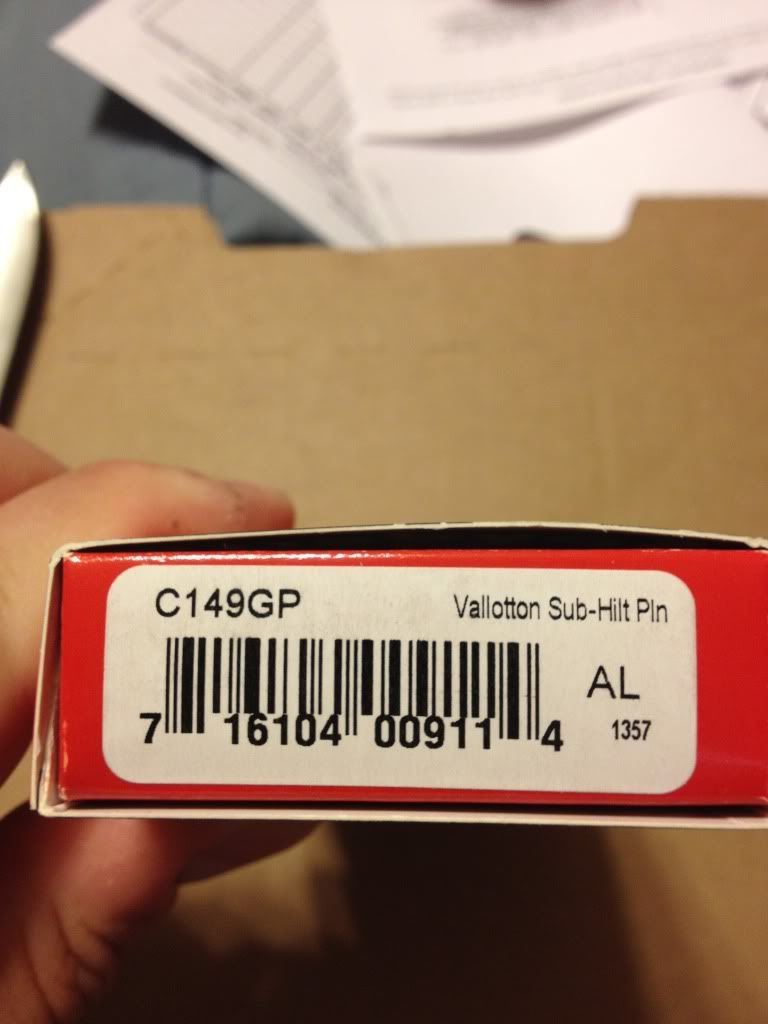 C149GP
Vallotton Sub-Hilt Pln
AL
1357
7 16104 00911 4